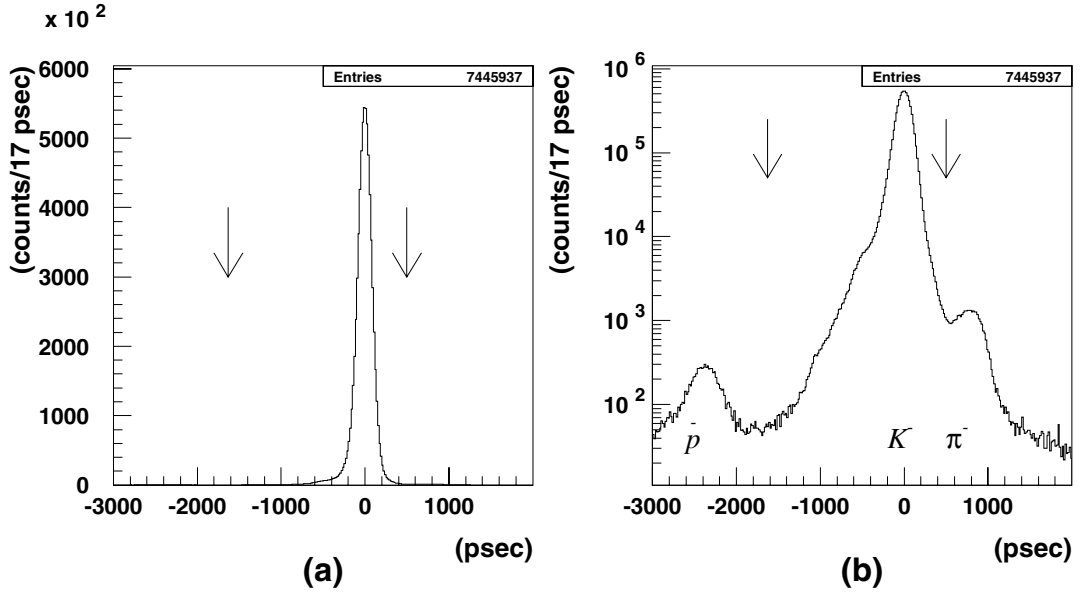 x 10 2
Entries 7445937
6000
5000
4000
3000
2000
1000
0
(counts/17 psec)
-3000 -2000 -1000 0 1000
(psec)
(a)
Entries 7445937
10 6
10 5
10 4
10 3
10 2
(counts/17 psec)
p̄ K⁻ π⁻
-3000 -2000 -1000 0 1000
(psec)
(b)